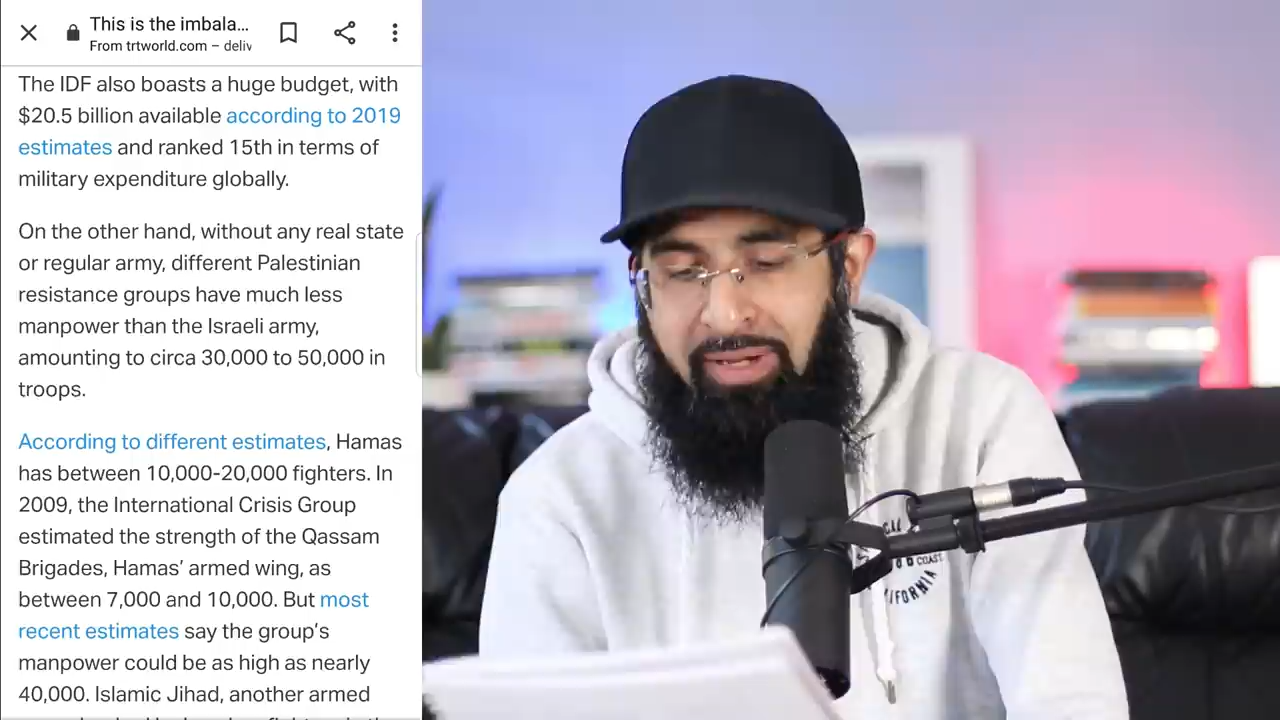 This is the imbala...
From trtworld.com – deliv
The IDF also boasts a huge budget, with
$20.5 billion available according to 2019
estimates and ranked 15th in terms of
military expenditure globally.
On the other hand, without any real state
or regular army, different Palestinian
resistance groups have much less
manpower than the Israeli army,
amounting to circa 30,000 to 50,000 in
troops.
According to different estimates, Hamas
has between 10,000-20,000 fighters. In
2009, the International Crisis Group
estimated the strength of the Qassam
Brigades, Hamas’ armed wing, as
between 7,000 and 10,000. But most
recent estimates say the group’s
manpower could be as high as nearly
40,000. Islamic Jihad, another armed
COAST